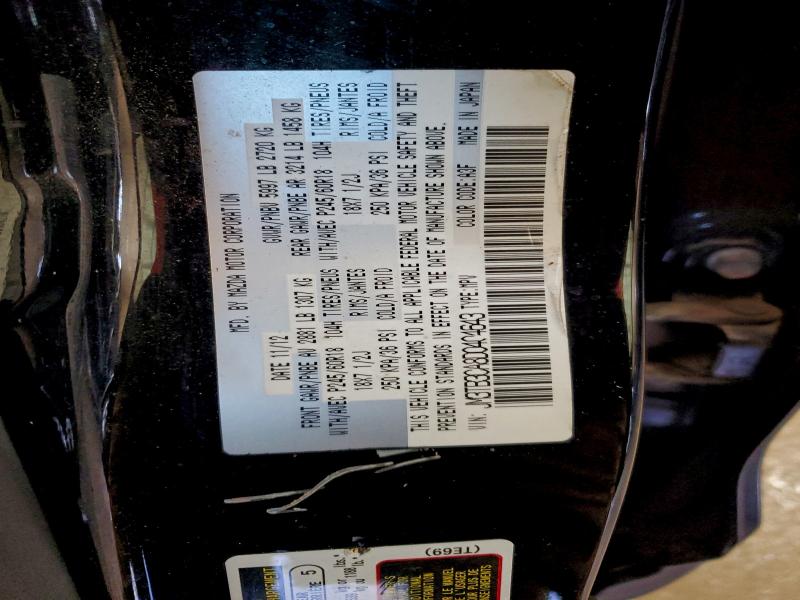 MFD. BY MAZDA MOTOR CORPORATION
DATE 11/12 GVWR/PNBV 5997 LB 2720 KG
FRONT GAWR/PNBE AV 2881 LB 1307 KG REAR GAWR/PNBE AR 3214 LB 1458 KG
WITH/AVEC P245/60R18 104H TIRES/PNEUS WITH/AVEC P245/60R18 104H TIRES/PNEUS
18X7 1/2J RIMS/JANTES 18X7 1/2J RIMS/JANTES
250 KPA/36 PSI COLD/A FROID 250 KPA/36 PSI COLD/A FROID
THIS VEHICLE CONFORMS TO ALL APPLICABLE FEDERAL MOTOR VEHICLE SAFETY AND THEFT
PREVENTION STANDARDS IN EFFECT ON THE DATE OF MANUFACTURE SHOWN ABOVE.
VIN: TYPE:MPV COLOR CODE:A3F MADE IN JAPAN
(TE69)
5